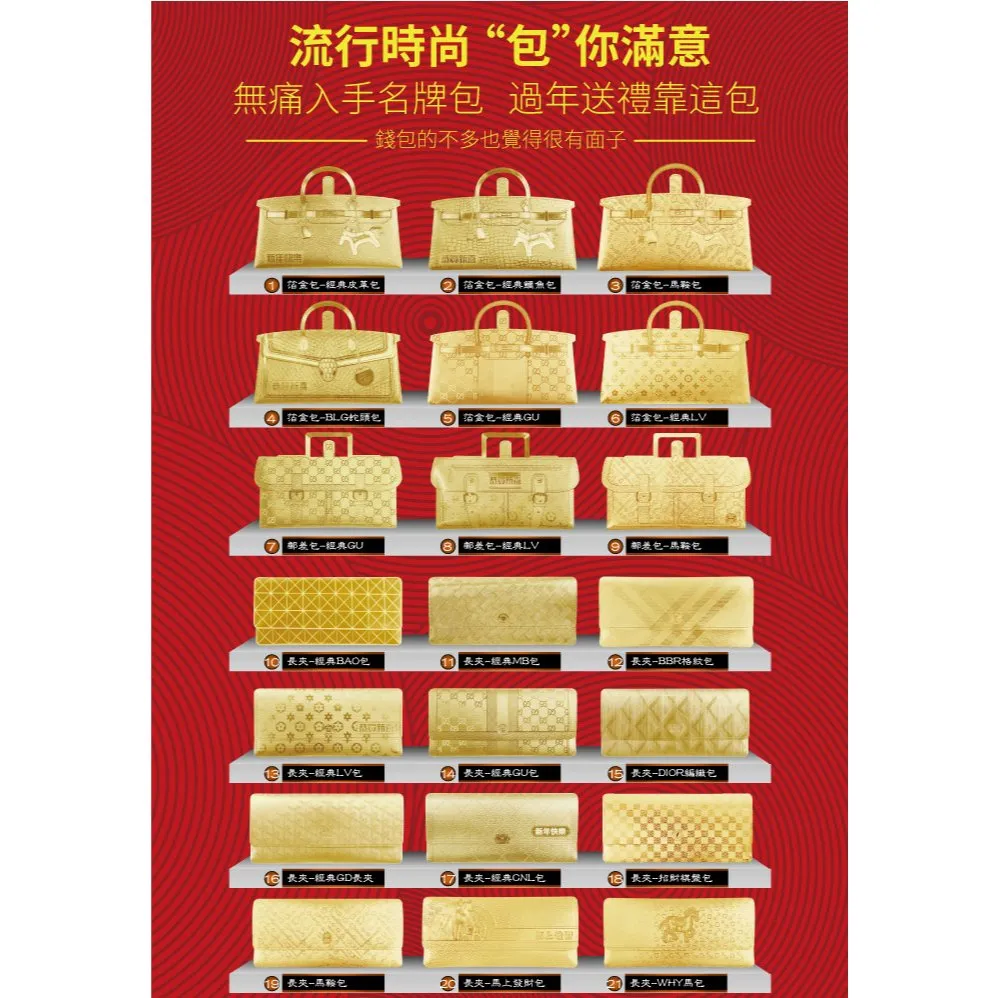 流行時尚 “包”你滿意
無痛入手名牌包 過年送禮靠這包
錢包的不多也覺得很有面子
1 箔金包-經典皮革包
2 箔金包-經典鱷魚包
3 箔金包-馬鞍包
4 箔金包-BLG蛇頭包
5 箔金包-經典GU
6 箔金包-經典LV
7 郵差包-經典GU
8 郵差包-經典LV
9 郵差包-馬鞍包
10 長夾-經典BAO包
11 長夾-經典MB包
12 長夾-BBR格紋包
13 長夾-經典LV包
14 長夾-經典GU包
15 長夾-DIOR編織包
新年快樂
16 長夾-經典GD長夾
17 長夾-經典CNL包
18 長夾-招財棋盤包
19 長夾-馬鞍包
20 長夾-馬上發財包
21 長夾-WHY馬包